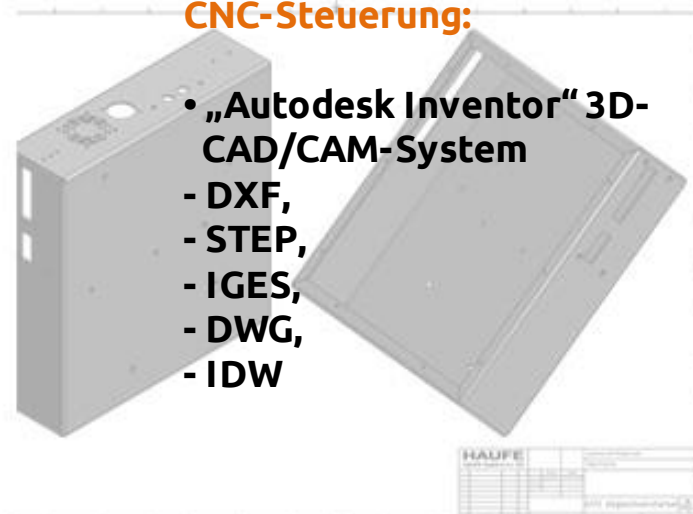 CNC-Steuerung:
• „Autodesk Inventor“ 3D-
CAD/CAM-System
- DXF,
- STEP,
- IGES,
- DWG,
- IDW
HAUFE